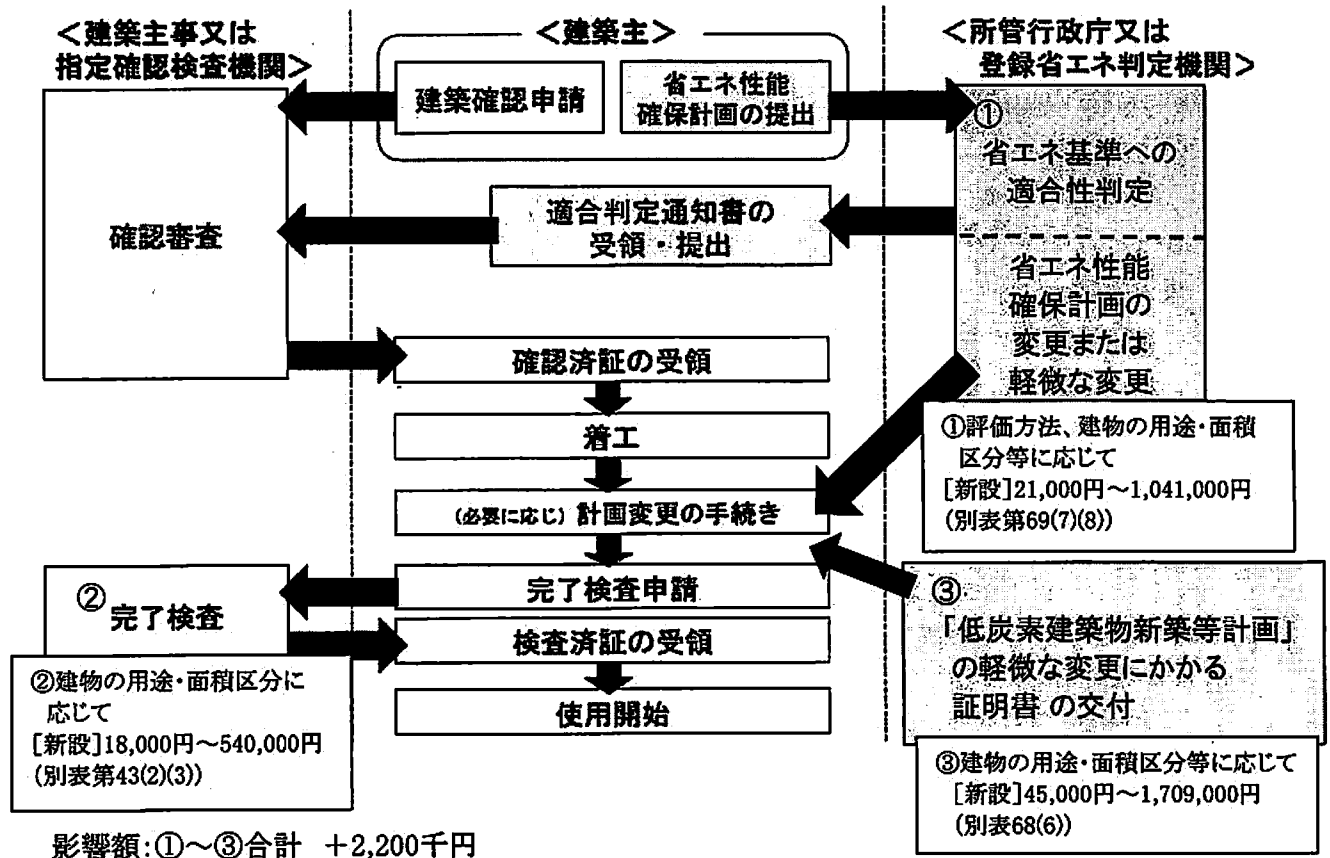 <建築主事又は
指定確認検査機関>
<建築主>
<所管行政庁又は
登録省エネ判定機関>
建築確認申請
省エネ性能
確保計画の提出
①
省エネ基準への
適合性判定
確認審査
適合判定通知書の
受領・提出
省エネ性能
確保計画の
変更または
軽微な変更
確認済証の受領
着工
(必要に応じ)計画変更の手続き
①評価方法、建物の用途・面積
区分等に応じて
[新設]21,000円～1,041,000円
(別表第69(7)(8))
②
完了検査
完了検査申請
検査済証の受領
使用開始
③
「低炭素建築物新築等計画」
の軽微な変更にかかる
証明書 の交付
②建物の用途・面積区分に
応じて
[新設]18,000円～540,000円
(別表第43(2)(3))
③建物の用途・面積区分等に応じて
[新設]45,000円～1,709,000円
(別表68(6))
影響額:①～③合計 +2,200千円